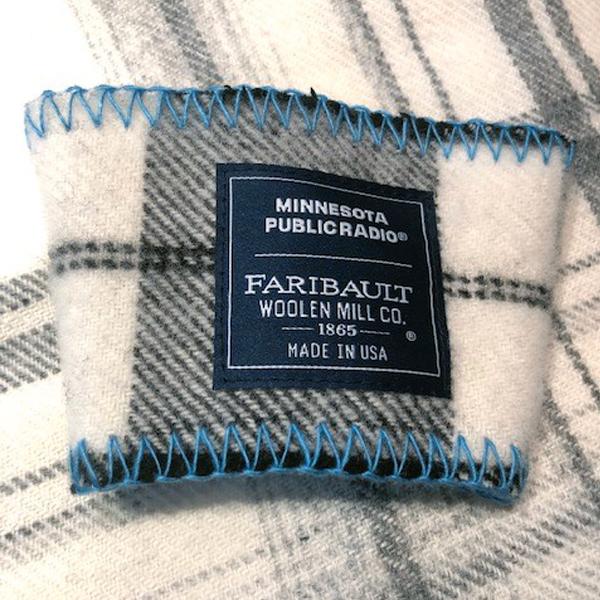 MINNESOTA
PUBLIC RADIO®
FARIBAULT
WOOLEN MILL CO.
1865
®
MADE IN USA